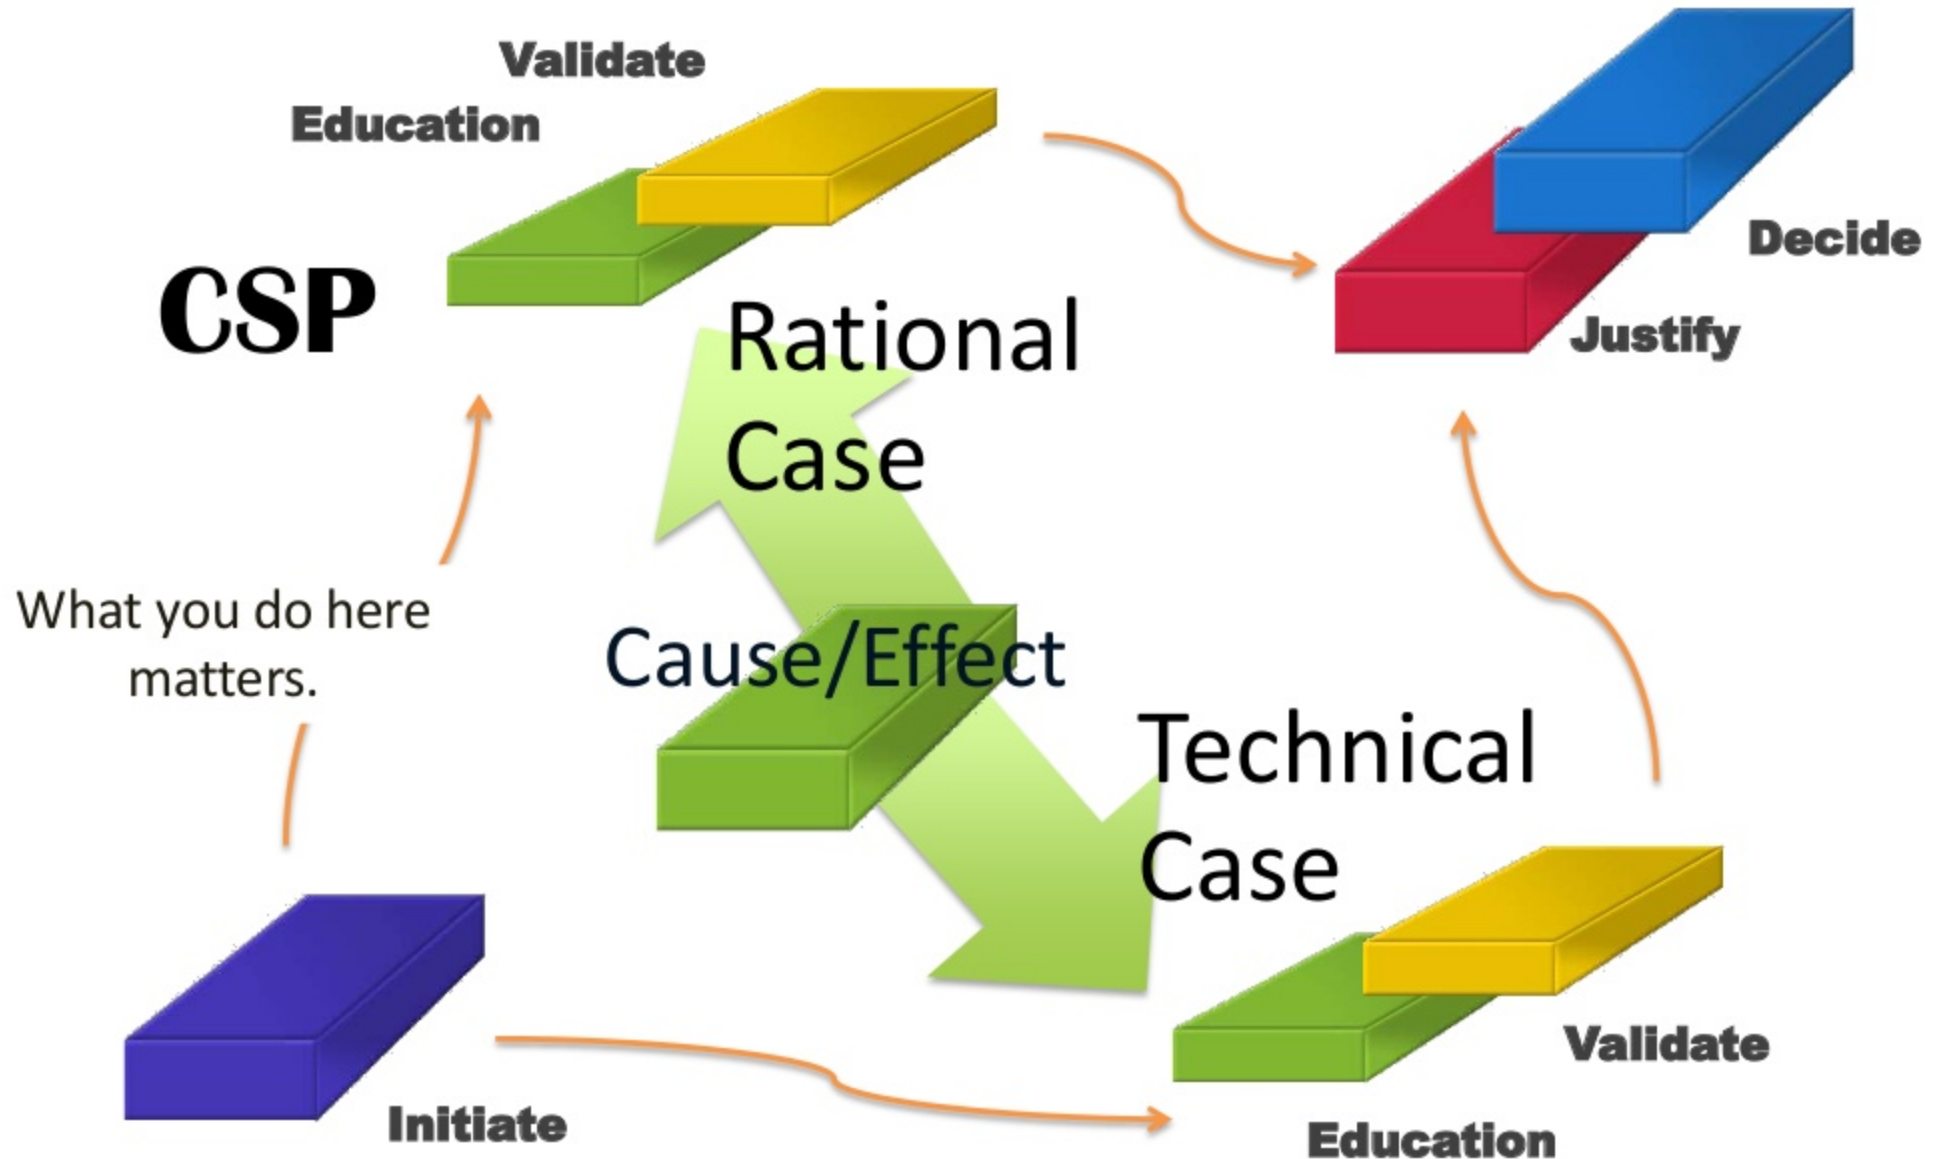 Validate
Education
Decide
CSP
Rational
Case
Justify
What you do here
matters.
Cause/Effect
Technical
Case
Validate
Initiate
Education